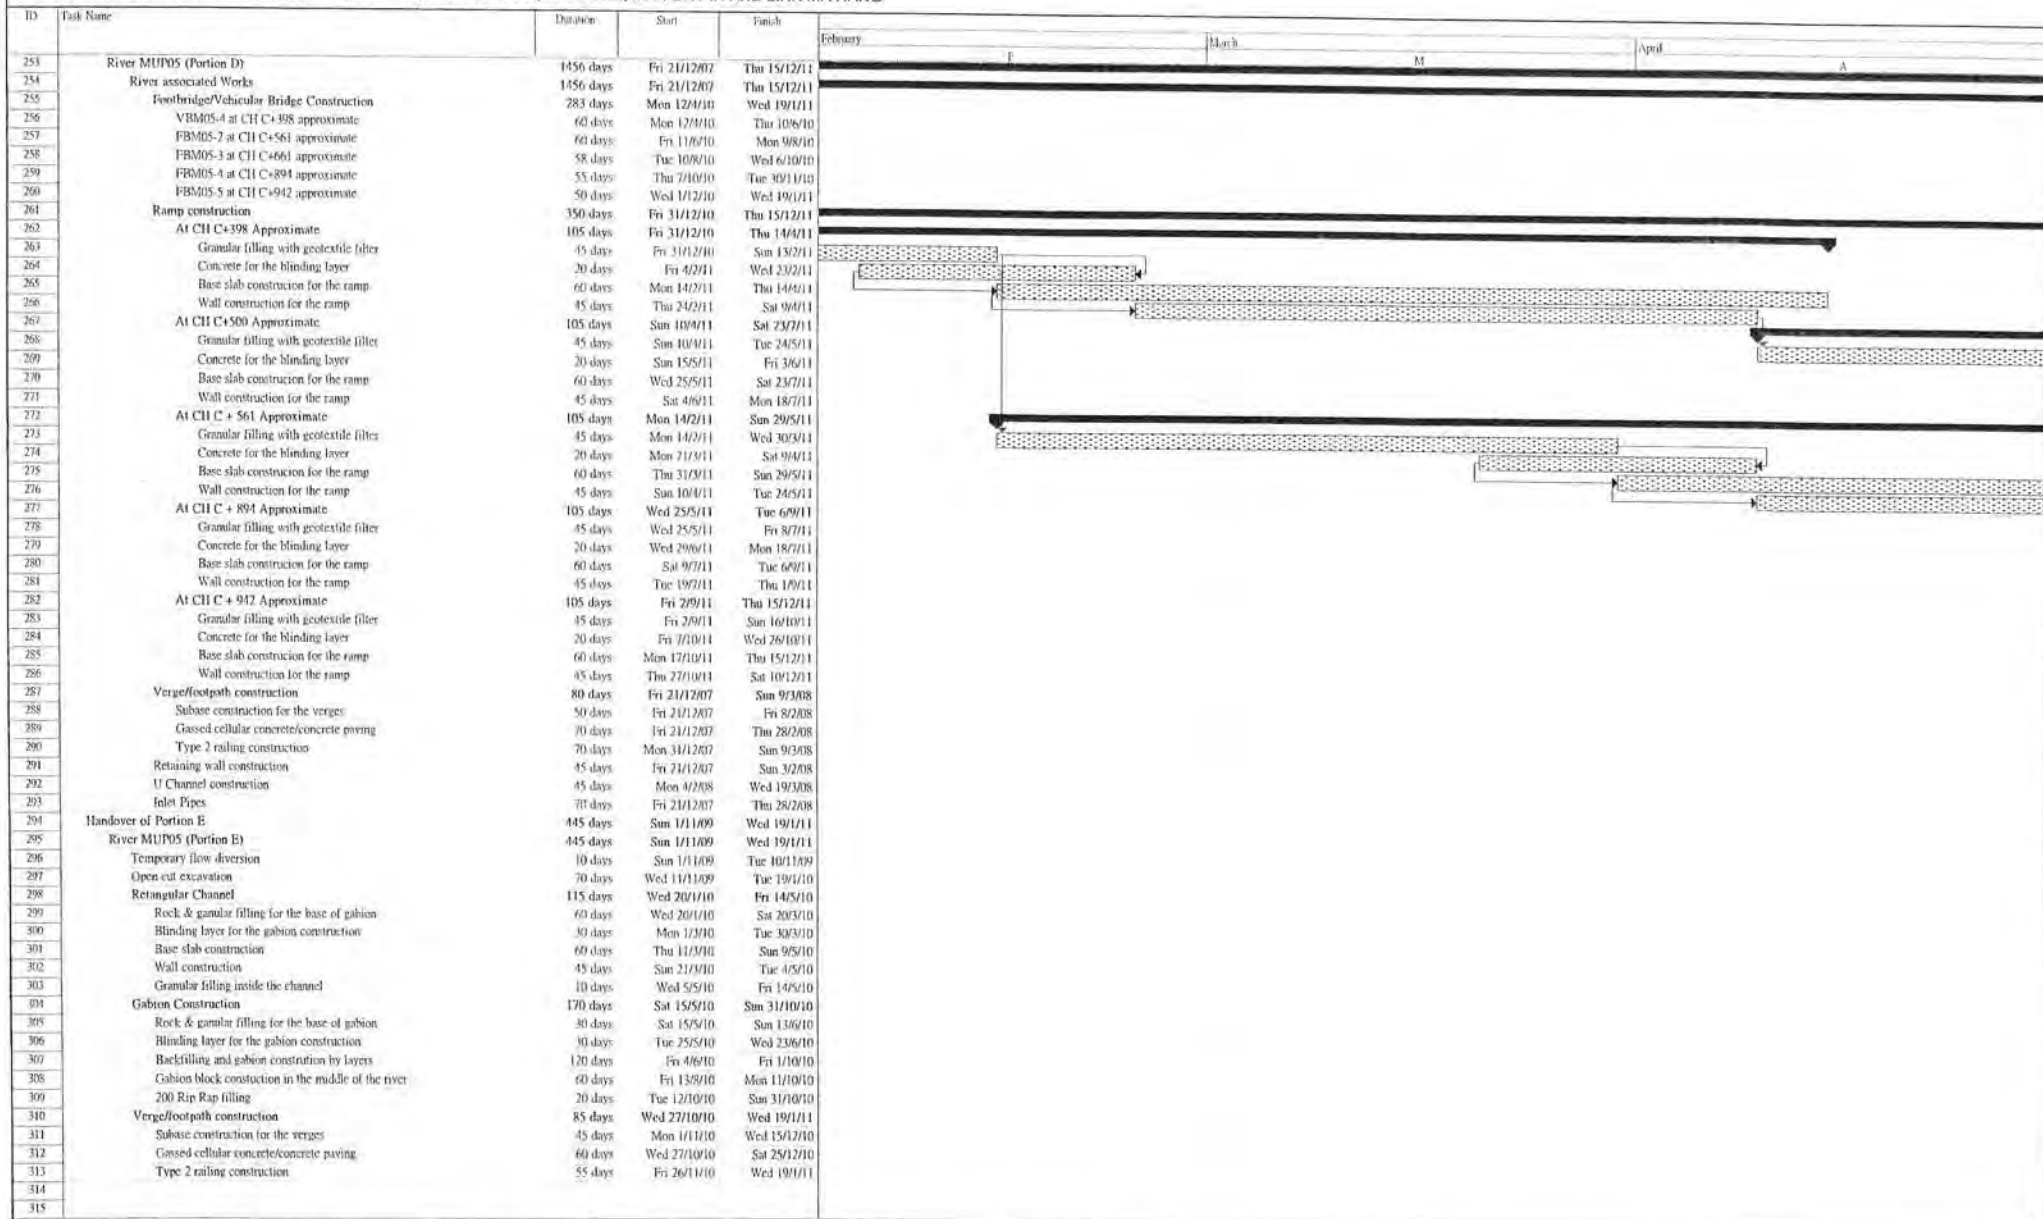 ID Task Name Duration Start Finish
February March April
F M A
253 River MUP05 (Portion D) 1456 days Fri 21/12/07 Thu 15/12/11
254 River associated Works 1456 days Fri 21/12/07 Thu 15/12/11
255 Footbridge/Vehicular Bridge Construction 283 days Mon 12/4/10 Wed 19/1/11
256 VBM05-4 at CH C+398 approximate 60 days Mon 12/4/10 Thu 10/6/10
257 FBM05-2 at CH C+561 approximate 60 days Fri 11/6/10 Mon 9/8/10
258 FBM05-3 at CH C+661 approximate 58 days Tue 10/8/10 Wed 6/10/10
259 FBM05-4 at CH C+894 approximate 55 days Thu 7/10/10 Tue 30/11/10
260 FBM05-5 at CH C+942 approximate 50 days Wed 1/12/10 Wed 19/1/11
261 Ramp construction 350 days Fri 31/12/10 Thu 15/12/11
262 At CH C+398 Approximate 105 days Fri 31/12/10 Thu 14/4/11
263 Granular filling with geotextile filter 45 days Fri 31/12/10 Sun 13/2/11
264 Concrete for the blinding layer 20 days Fri 4/2/11 Wed 23/2/11
265 Base slab construcion for the ramp 60 days Mon 14/2/11 Thu 14/4/11
266 Wall construction for the ramp 45 days Thu 24/2/11 Sat 9/4/11
267 At CH C+500 Approximate 105 days Sun 10/4/11 Sat 23/7/11
268 Granular filling with geotextile filter 45 days Sun 10/4/11 Tue 24/5/11
269 Concrete for the blinding layer 20 days Sun 15/5/11 Fri 3/6/11
270 Base slab construcion for the ramp 60 days Wed 25/5/11 Sat 23/7/11
271 Wall construction for the ramp 45 days Sat 4/6/11 Mon 18/7/11
272 At CH C + 561 Approximate 105 days Mon 14/2/11 Sun 29/5/11
273 Granular filling with geotextile filter 45 days Mon 14/2/11 Wed 30/3/11
274 Concrete for the blinding layer 20 days Mon 21/3/11 Sat 9/4/11
275 Base slab construcion for the ramp 60 days Thu 31/3/11 Sun 29/5/11
276 Wall construction for the ramp 45 days Sun 10/4/11 Tue 24/5/11
277 At CH C + 894 Approximate 105 days Wed 25/5/11 Tue 6/9/11
278 Granular filling with geotextile filter 45 days Wed 25/5/11 Fri 8/7/11
279 Concrete for the blinding layer 20 days Wed 29/6/11 Mon 18/7/11
280 Base slab construcion for the ramp 60 days Sat 9/7/11 Tue 6/9/11
281 Wall construction for the ramp 45 days Tue 19/7/11 Thu 1/9/11
282 At CH C + 942 Approximate 105 days Fri 2/9/11 Thu 15/12/11
283 Granular filling with geotextile filter 45 days Fri 2/9/11 Sun 16/10/11
284 Concrete for the blinding layer 20 days Fri 7/10/11 Wed 26/10/11
285 Base slab construcion for the ramp 60 days Mon 17/10/11 Thu 15/12/11
286 Wall construction for the ramp 45 days Thu 27/10/11 Sat 10/12/11
287 Verge/footpath construction 80 days Fri 21/12/07 Sun 9/3/08
288 Subase construction for the verges 50 days Fri 21/12/07 Fri 8/2/08
289 Gassed cellular concrete/concrete paving 70 days Fri 21/12/07 Thu 28/2/08
290 Type 2 railing construction 70 days Mon 31/12/07 Sun 9/3/08
291 Retaining wall construction 45 days Fri 21/12/07 Sun 3/2/08
292 U Channel construction 45 days Mon 4/2/08 Wed 19/3/08
293 Inlet Pipes 70 days Fri 21/12/07 Thu 28/2/08
294 Handover of Portion E 445 days Sun 1/11/09 Wed 19/1/11
295 River MUP05 (Portion E) 445 days Sun 1/11/09 Wed 19/1/11
296 Temporary flow diversion 10 days Sun 1/11/09 Tue 10/11/09
297 Open cut excavation 70 days Wed 11/11/09 Tue 19/1/10
298 Retangular Channel 115 days Wed 20/1/10 Fri 14/5/10
299 Rock & ganular filling for the base of gabion 60 days Wed 20/1/10 Sat 20/3/10
300 Blinding layer for the gabion construction 30 days Mon 1/3/10 Tue 30/3/10
301 Base slab construction 60 days Thu 11/3/10 Sun 9/5/10
302 Wall construction 45 days Sun 21/3/10 Tue 4/5/10
303 Granular filling inside the channel 10 days Wed 5/5/10 Fri 14/5/10
304 Gabion Construction 170 days Sat 15/5/10 Sun 31/10/10
305 Rock & ganular filling for the base of gabion 30 days Sat 15/5/10 Sun 13/6/10
306 Blinding layer for the gabion construction 30 days Tue 25/5/10 Wed 23/6/10
307 Backfilling and gabion constrution by layers 120 days Fri 4/6/10 Fri 1/10/10
308 Gabion block constuction in the middle of the river 60 days Fri 13/8/10 Mon 11/10/10
309 200 Rip Rap filling 20 days Tue 12/10/10 Sun 31/10/10
310 Verge/footpath construction 85 days Wed 27/10/10 Wed 19/1/11
311 Subase construction for the verges 45 days Mon 1/11/10 Wed 15/12/10
312 Gassed cellular concrete/concrete paving 60 days Wed 27/10/10 Sat 25/12/10
313 Type 2 railing construction 55 days Fri 26/11/10 Wed 19/1/11
314
315